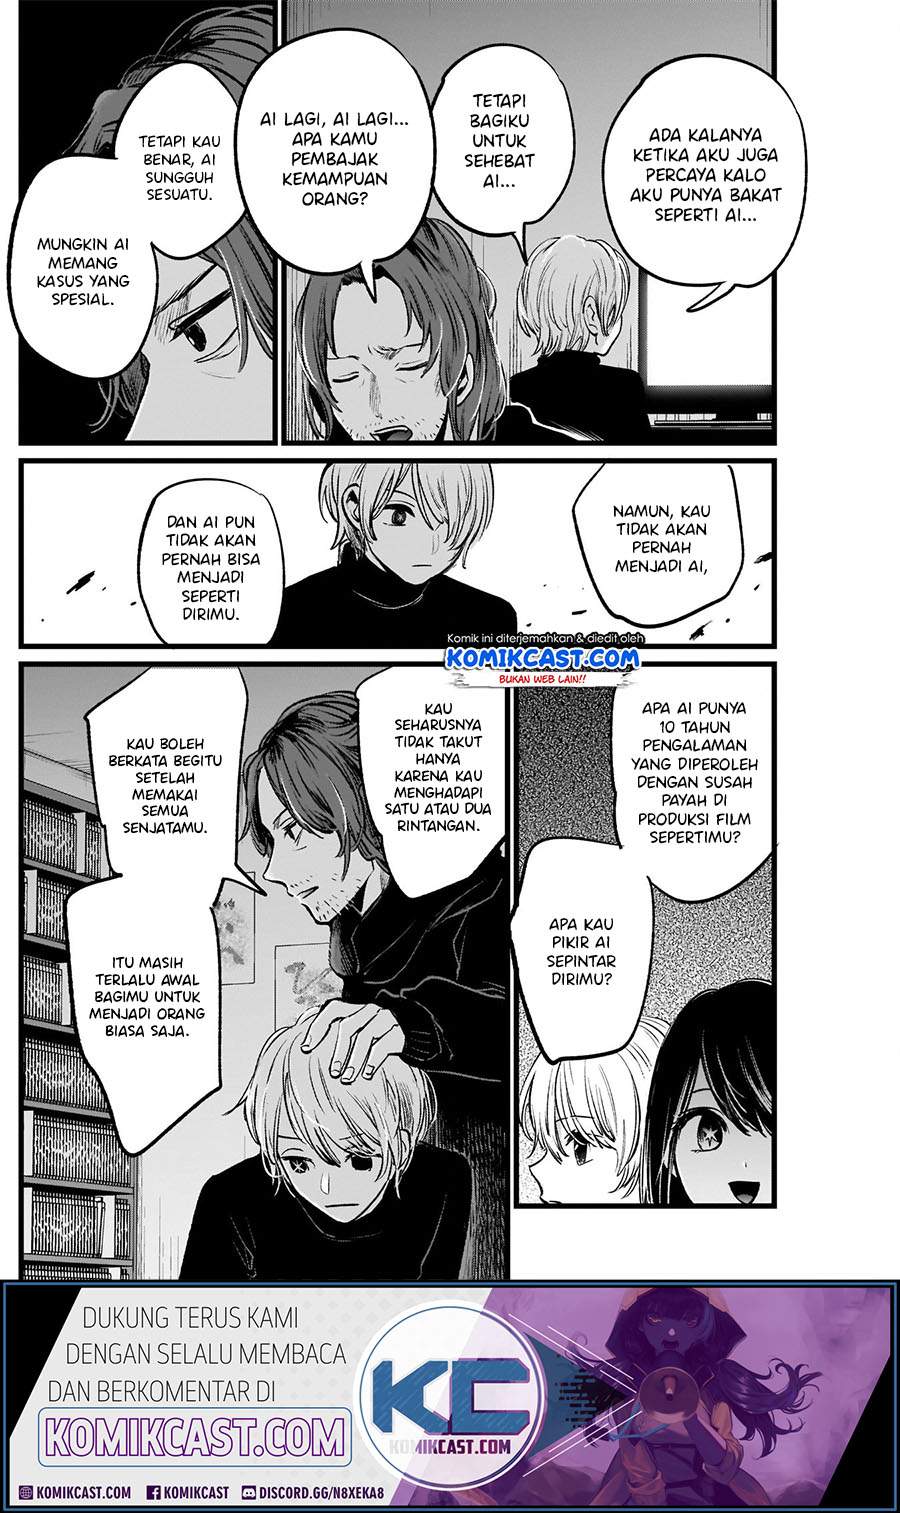 ADA KALANYA
KETIKA AKU JUGA
PERCAYA KALO
AKU PUNYA BAKAT
SEPERTI AI...
TETAPI
BAGIKU
UNTUK
SEHEBAT
AI...
AI LAGI, AI LAGI...
APA KAMU
PEMBAJAK
KEMAMPUAN
ORANG?
TETAPI KAU
BENAR, AI
SUNGGUH
SESUATU.
MUNGKIN AI
MEMANG
KASUS YANG
SPESIAL.
NAMUN, KAU
TIDAK AKAN
PERNAH
MENJADI AI,
DAN AI PUN
TIDAK AKAN
PERNAH BISA
MENJADI
SEPERTI
DIRIMU.
Komik ini diterjemahkan & diedit oleh
KOMIKCAST.COM
BUKAN WEB LAIN!!
APA AI PUNYA
10 TAHUN
PENGALAMAN
YANG DIPEROLEH
DENGAN SUSAH
PAYAH DI
PRODUKSI FILM
SEPERTIMU?
APA KAU
PIKIR AI
SEPINTAR
DIRIMU?
KAU
SEHARUSNYA
TIDAK TAKUT
HANYA
KARENA KAU
MENGHADAPI
SATU ATAU DUA
RINTANGAN.
KAU BOLEH
BERKATA BEGITU
SETELAH
MEMAKAI
SEMUA
SENJATAMU.
ITU MASIH
TERLALU AWAL
BAGIMU UNTUK
MENJADI ORANG
BIASA SAJA.
DUKUNG TERUS KAMI
DENGAN SELALU MEMBACA
DAN BERKOMENTAR DI
KOMIKCAST.COM
KC
KOMIKCAST.COM
KOMIKCAST.COM KOMIKCAST DISCORD.GG/N8XEKA8